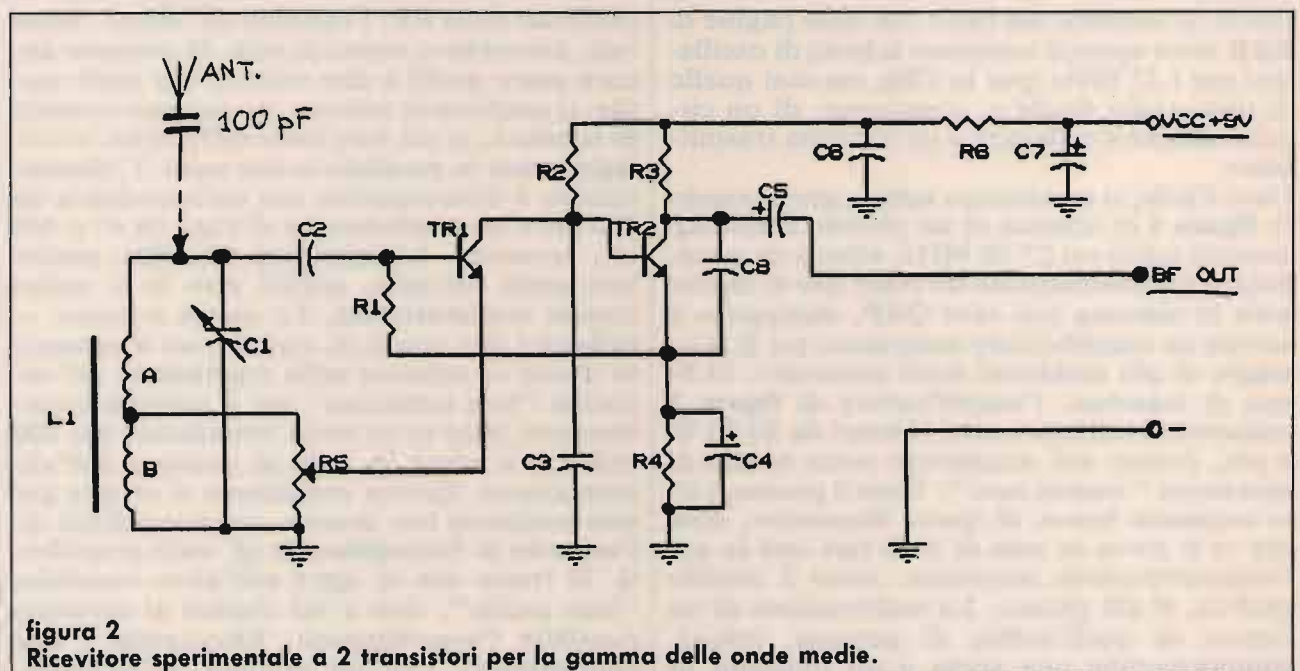 ANT.
100 pF
VCC+9V
C6
R6
C7
+
R2
R3
C5
+
C2
TR1
TR2
C8
BF OUT
R1
C1
A
L1
B
R5
C3
R4
+
C4
-
figura 2
Ricevitore sperimentale a 2 transistori per la gamma delle onde medie.